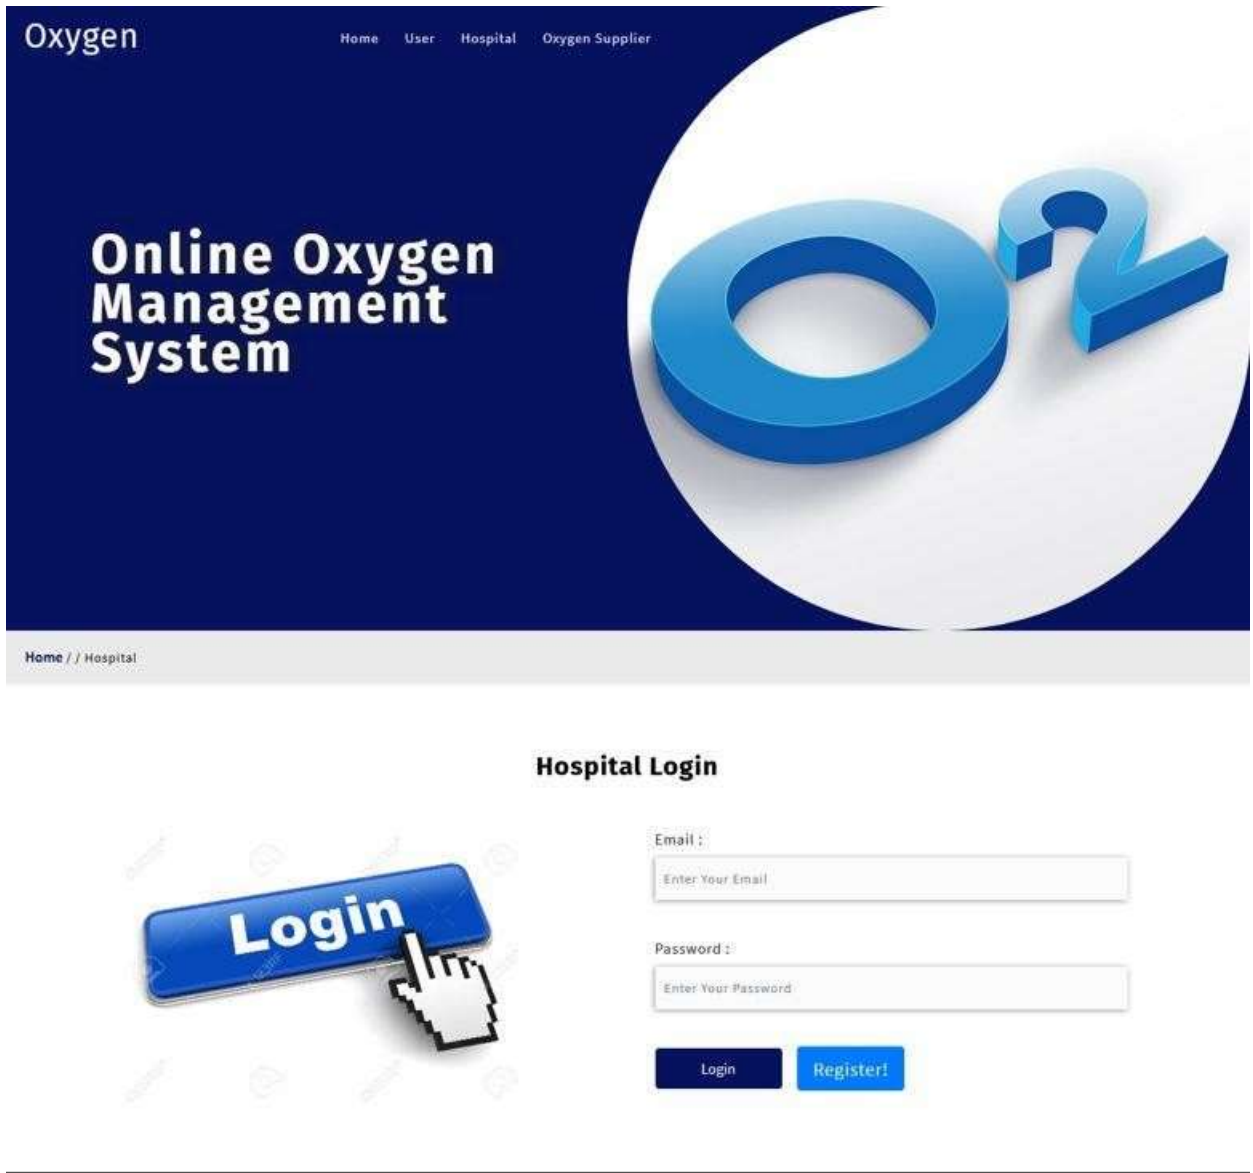 Oxygen
Home User Hospital Oxygen Supplier
Online Oxygen
Management
System
O2
Home / / Hospital
Hospital Login
Login
Email :
Enter Your Email
Password :
Enter Your Password
Login Register!